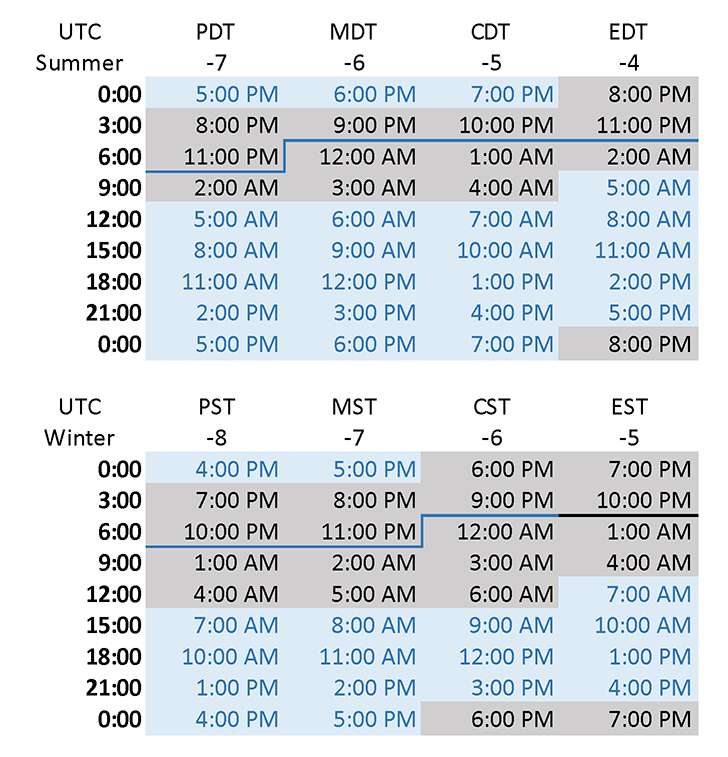 UTC PDT MDT CDT EDT
Summer -7 -6 -5 -4
0:00 5:00 PM 6:00 PM 7:00 PM 8:00 PM
3:00 8:00 PM 9:00 PM 10:00 PM 11:00 PM
6:00 11:00 PM 12:00 AM 1:00 AM 2:00 AM
9:00 2:00 AM 3:00 AM 4:00 AM 5:00 AM
12:00 5:00 AM 6:00 AM 7:00 AM 8:00 AM
15:00 8:00 AM 9:00 AM 10:00 AM 11:00 AM
18:00 11:00 AM 12:00 PM 1:00 PM 2:00 PM
21:00 2:00 PM 3:00 PM 4:00 PM 5:00 PM
0:00 5:00 PM 6:00 PM 7:00 PM 8:00 PM
UTC PST MST CST EST
Winter -8 -7 -6 -5
0:00 4:00 PM 5:00 PM 6:00 PM 7:00 PM
3:00 7:00 PM 8:00 PM 9:00 PM 10:00 PM
6:00 10:00 PM 11:00 PM 12:00 AM 1:00 AM
9:00 1:00 AM 2:00 AM 3:00 AM 4:00 AM
12:00 4:00 AM 5:00 AM 6:00 AM 7:00 AM
15:00 7:00 AM 8:00 AM 9:00 AM 10:00 AM
18:00 10:00 AM 11:00 AM 12:00 PM 1:00 PM
21:00 1:00 PM 2:00 PM 3:00 PM 4:00 PM
0:00 4:00 PM 5:00 PM 6:00 PM 7:00 PM